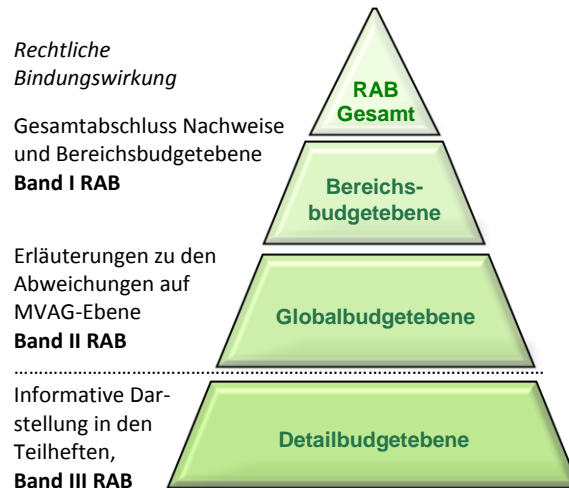 Rechtliche
Bindungswirkung
Gesamtabschluss Nachweise
und Bereichsbudgetebene
Band I RAB
Erläuterungen zu den
Abweichungen auf
MVAG-Ebene
Band II RAB
Informative Dar-
stellung in den
Teilheften,
Band III RAB
RAB
Gesamt
Bereichs-
budgetebene
Globalbudgetebene
Detailbudgetebene